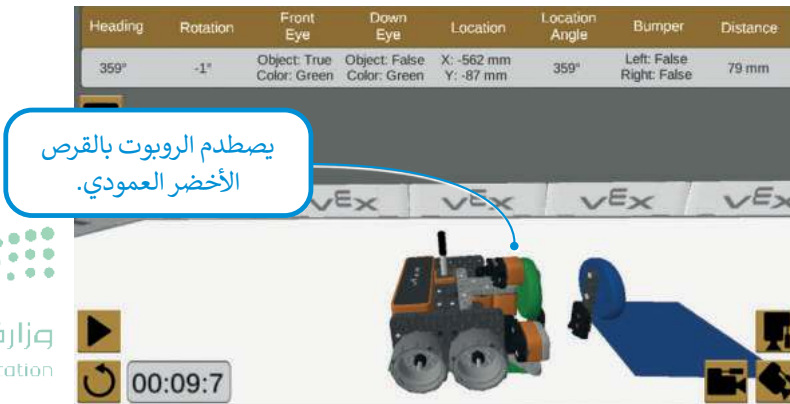 Heading Rotation Front Eye Down Eye Location Location Angle Bumper Distance
359° -1° Object: True Color: Green Object: False Color: Green X: -562 mm Y: -87 mm 359° Left: False Right: False 79 mm
يصطدم الروبوت بالقرص
الأخضر العمودي.
vex vex vex vex
00:09:7